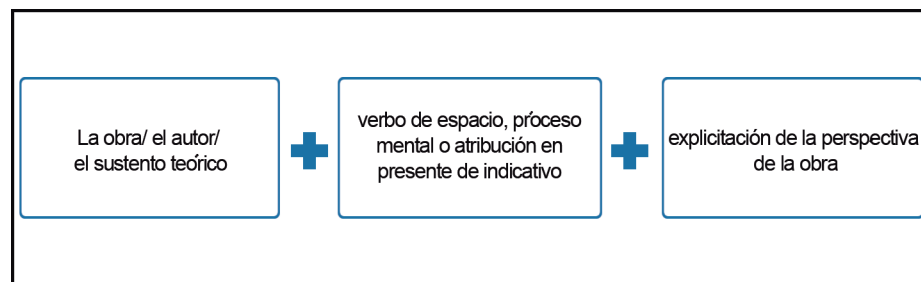 La obra/ el autor/
el sustento teórico
verbo de espacio, proceso
mental o atribución en
presente de indicativo
explicitación de la perspectiva
de la obra